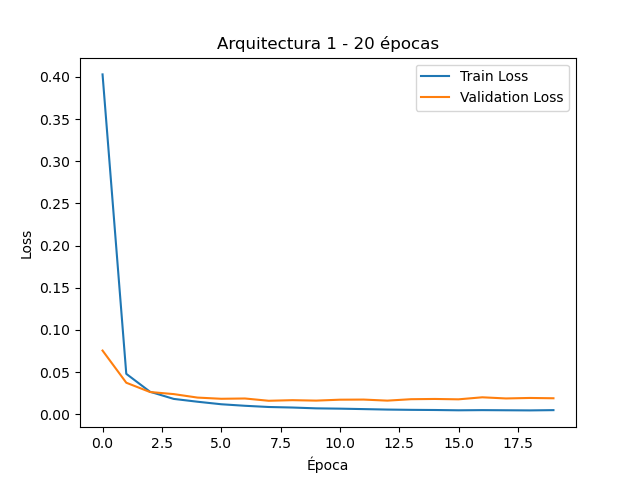 Arquitectura 1 - 20 épocas
Train Loss
Validation Loss
0.40
0.35
0.30
0.25
0.20
0.15
0.10
0.05
0.00
Loss
0.0 2.5 5.0 7.5 10.0 12.5 15.0 17.5
Época